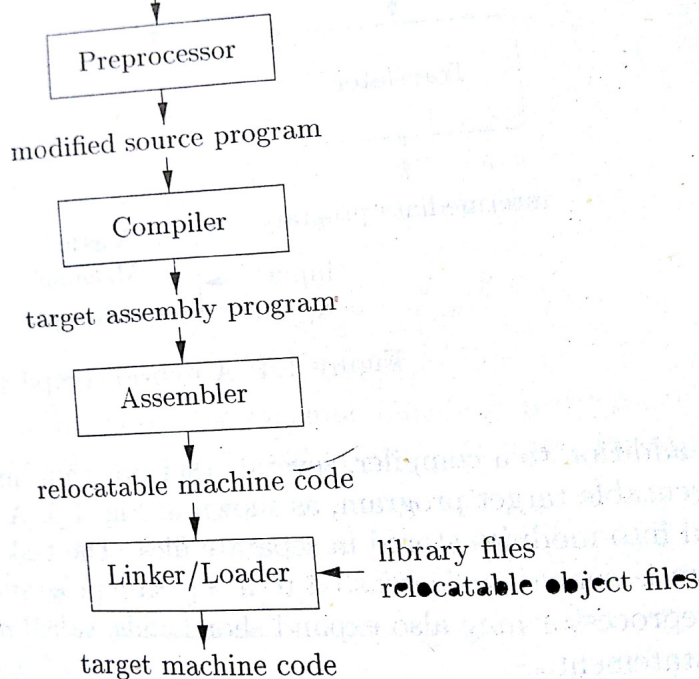 Preprocessor
modified source program
Compiler
target assembly program
Assembler
relocatable machine code
Linker/Loader
library files
relocatable object files
target machine code